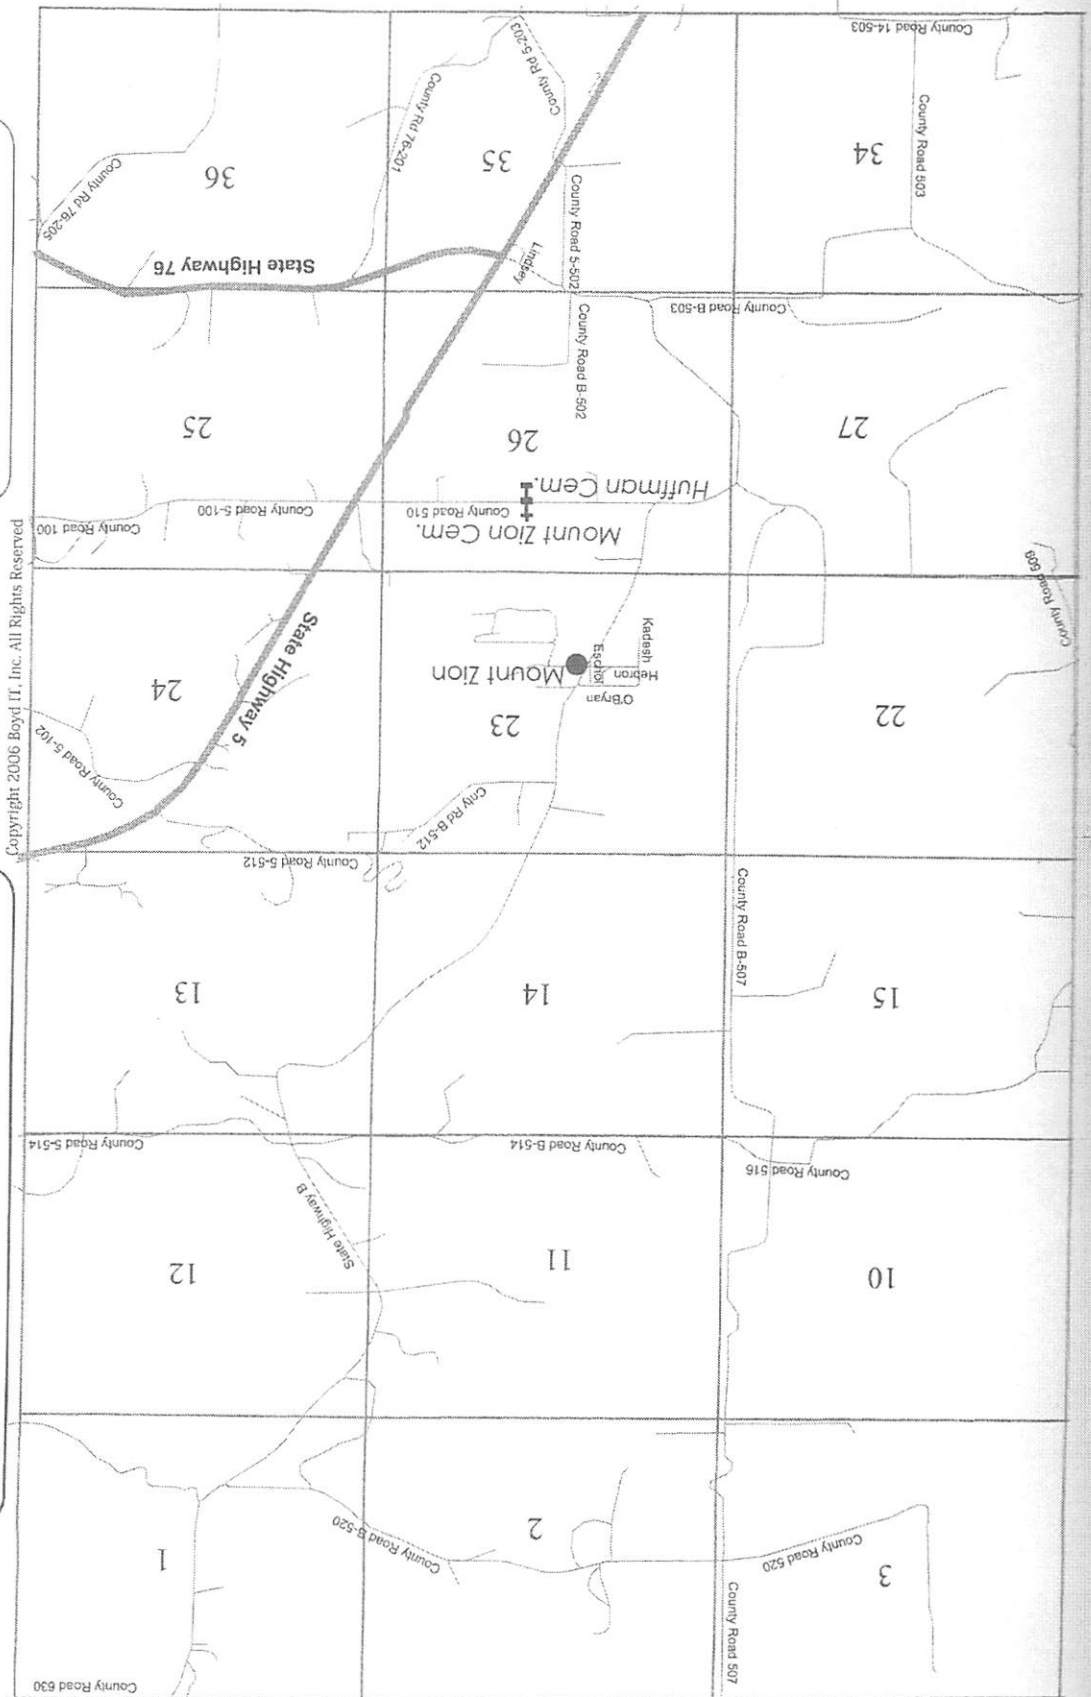 County Road 630
1
County Road B-520
2
County Road 507
County Road 520
3
12
State Highway B
11
10
County Road 5-514
County Road B-514
County Road 516
13
14
County Road B-507
15
Copyright 2006 Boyd IT, Inc. All Rights Reserved
County Road 5-512
Cnty Rd B-512
County Road 5-102
24
State Highway 5
23
O'Bryan
Hebron
Eschol
Kadesh
Mount Zion
22
County Road 509
County Road 100
County Road 5-100
County Road 510
Mount Zion Cem.
Huffman Cem.
25
26
27
County Road B-502
County Road B-503
State Highway 76
Lindsey
County Road 5-502
County Rd 76-205
36
County Rd 76-201
35
County Rd 5-203
34
County Road 503
County Road 14-503